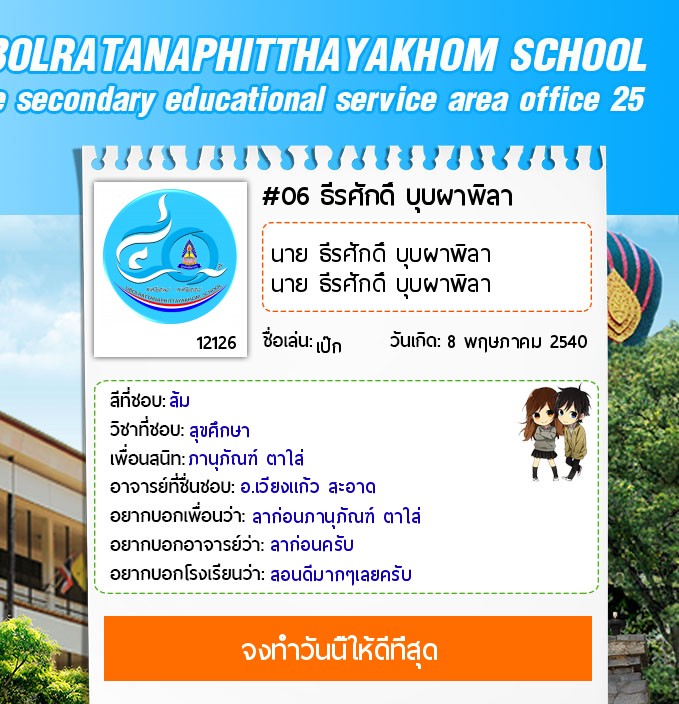 BOLRATANAPHITTHAYAKHOM SCHOOL
secondary educational service area office 25
#06 ธีรศักดิ์ บุบผาพิลา
นาย ธีรศักดิ์ บุบผาพิลา
นาย ธีรศักดิ์ บุบผาพิลา
12126
ชื่อเล่น: เป๊ก วันเกิด: 8 พฤษภาคม 2540
สีที่ชอบ: ส้ม
วิชาที่ชอบ: สุขศึกษา
เพื่อนสนิท: ภานุภัณฑ์ ตาไล่
อาจารย์ที่ชื่นชอบ: อ.เวียงแก้ว สะอาด
อยากบอกเพื่อนว่า: ลาก่อนภานุภัณฑ์ ตาไล่
อยากบอกอาจารย์ว่า: ลาก่อนครับ
อยากบอกโรงเรียนว่า: สอนดีมากๆเลยครับ
จงทำวันนี้ให้ดีที่สุด